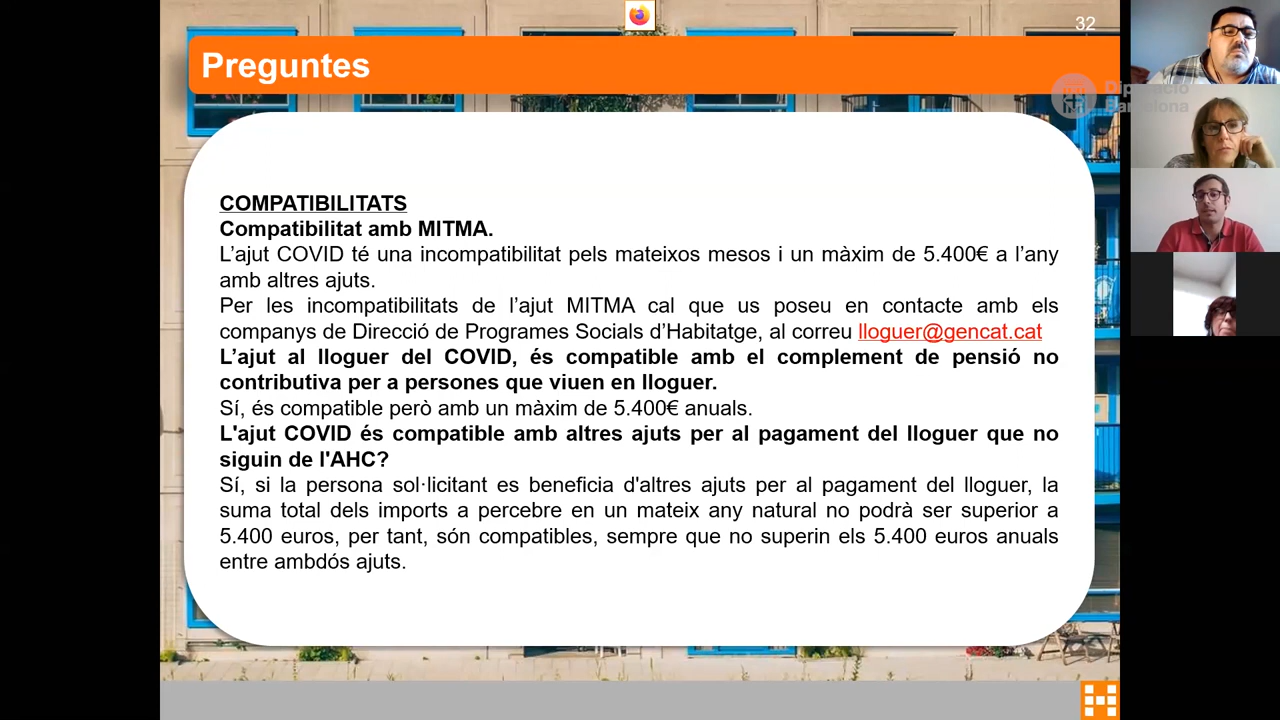 32
Preguntes
Diputació
Barcelona
COMPATIBILITATS
Compatibilitat amb MITMA.
L’ajut COVID té una incompatibilitat pels mateixos mesos i un màxim de 5.400€ a l’any
amb altres ajuts.
Per les incompatibilitats de l’ajut MITMA cal que us poseu en contacte amb els
companys de Direcció de Programes Socials d’Habitatge, al correu lloguer@gencat.cat
L’ajut al lloguer del COVID, és compatible amb el complement de pensió no
contributiva per a persones que viuen en lloguer.
Sí, és compatible però amb un màxim de 5.400€ anuals.
L'ajut COVID és compatible amb altres ajuts per al pagament del lloguer que no
siguin de l'AHC?
Sí, si la persona sol·licitant es beneficia d'altres ajuts per al pagament del lloguer, la
suma total dels imports a percebre en un mateix any natural no podrà ser superior a
5.400 euros, per tant, són compatibles, sempre que no superin els 5.400 euros anuals
entre ambdós ajuts.